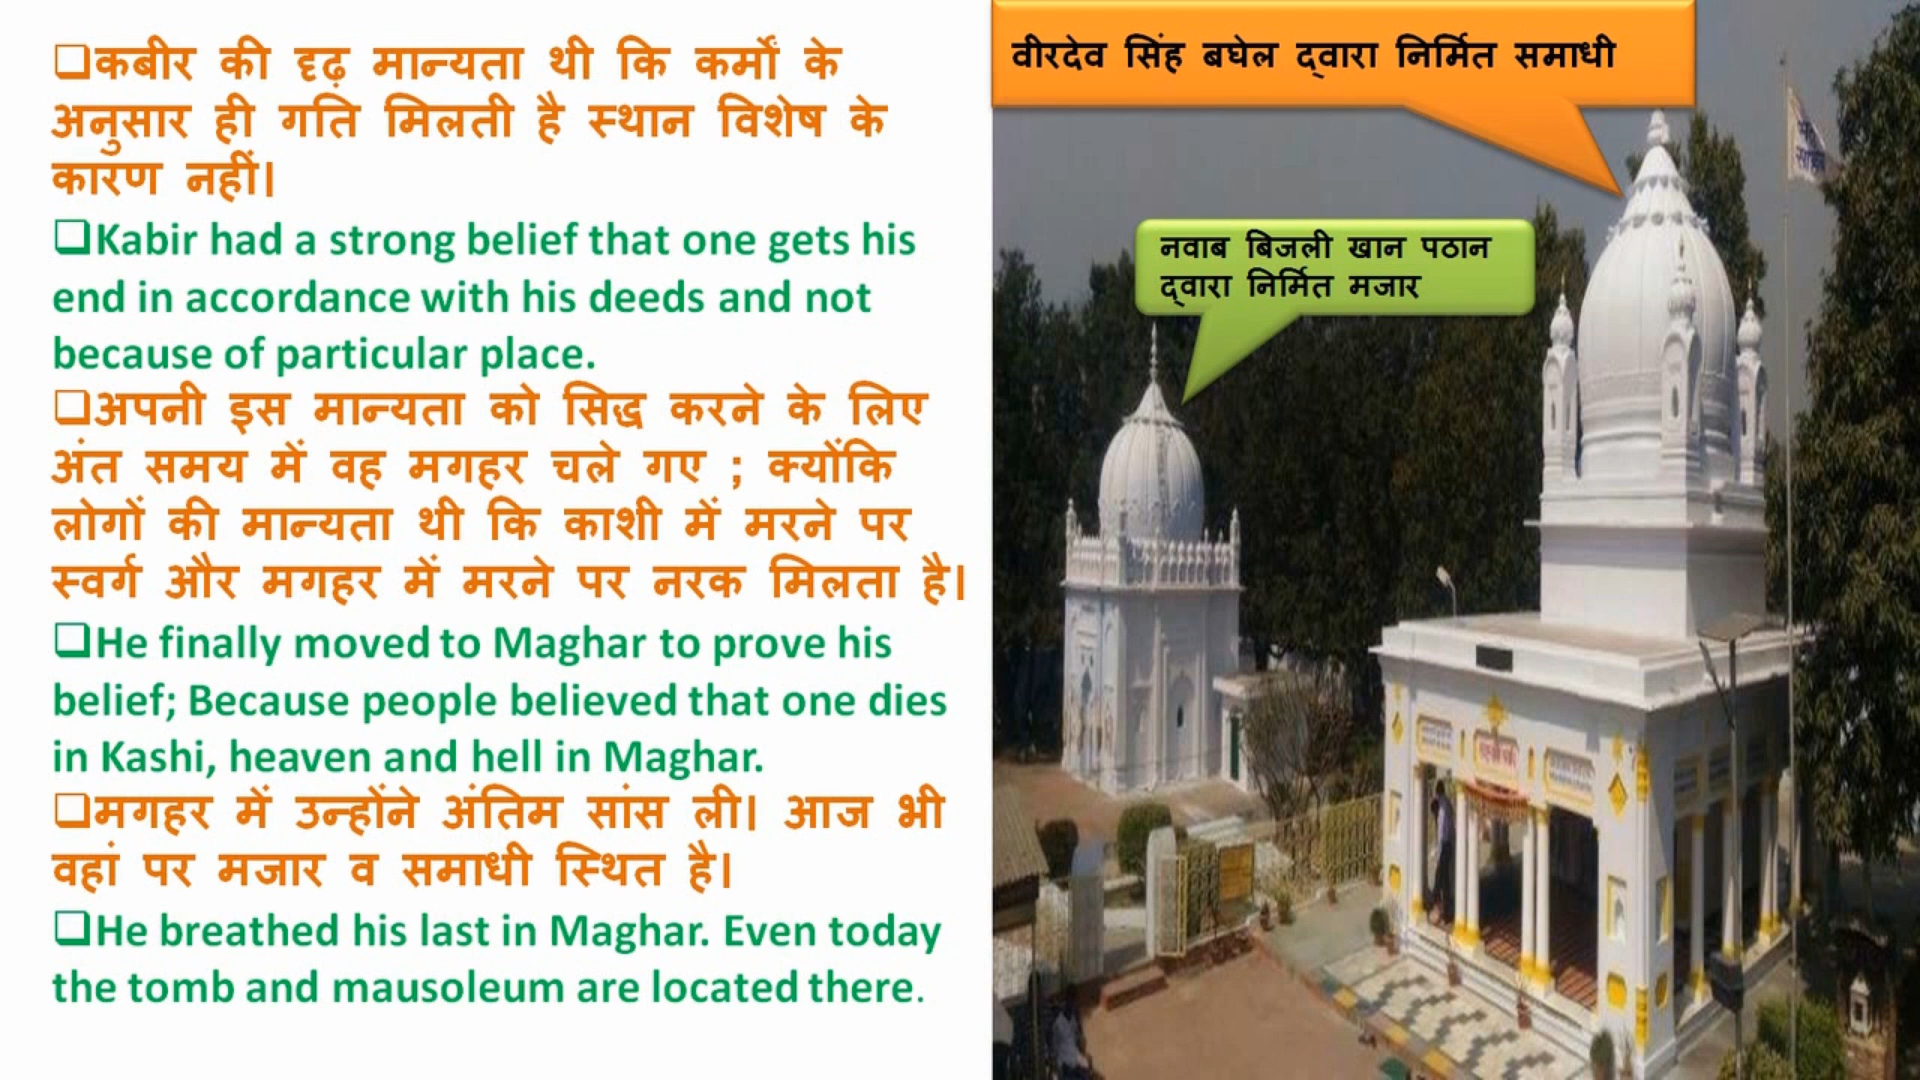 ❑कबीर की दृढ़ मान्यता थी कि कर्मों के
अनुसार ही गति मिलती है स्थान विशेष के
कारण नहीं।
❑Kabir had a strong belief that one gets his
end in accordance with his deeds and not
because of particular place.
❑अपनी इस मान्यता को सिद्ध करने के लिए
अंत समय में वह मगहर चले गए ; क्योंकि
लोगों की मान्यता थी कि काशी में मरने पर
स्वर्ग और मगहर में मरने पर नरक मिलता है।
❑He finally moved to Maghar to prove his
belief; Because people believed that one dies
in Kashi, heaven and hell in Maghar.
❑मगहर में उन्होंने अंतिम सांस ली। आज भी
वहां पर मजार व समाधी स्थित है।
❑He breathed his last in Maghar. Even today
the tomb and mausoleum are located there.
वीरदेव सिंह बघेल द्वारा निर्मित समाधी
नवाब बिजली खान पठान
द्वारा निर्मित मजार